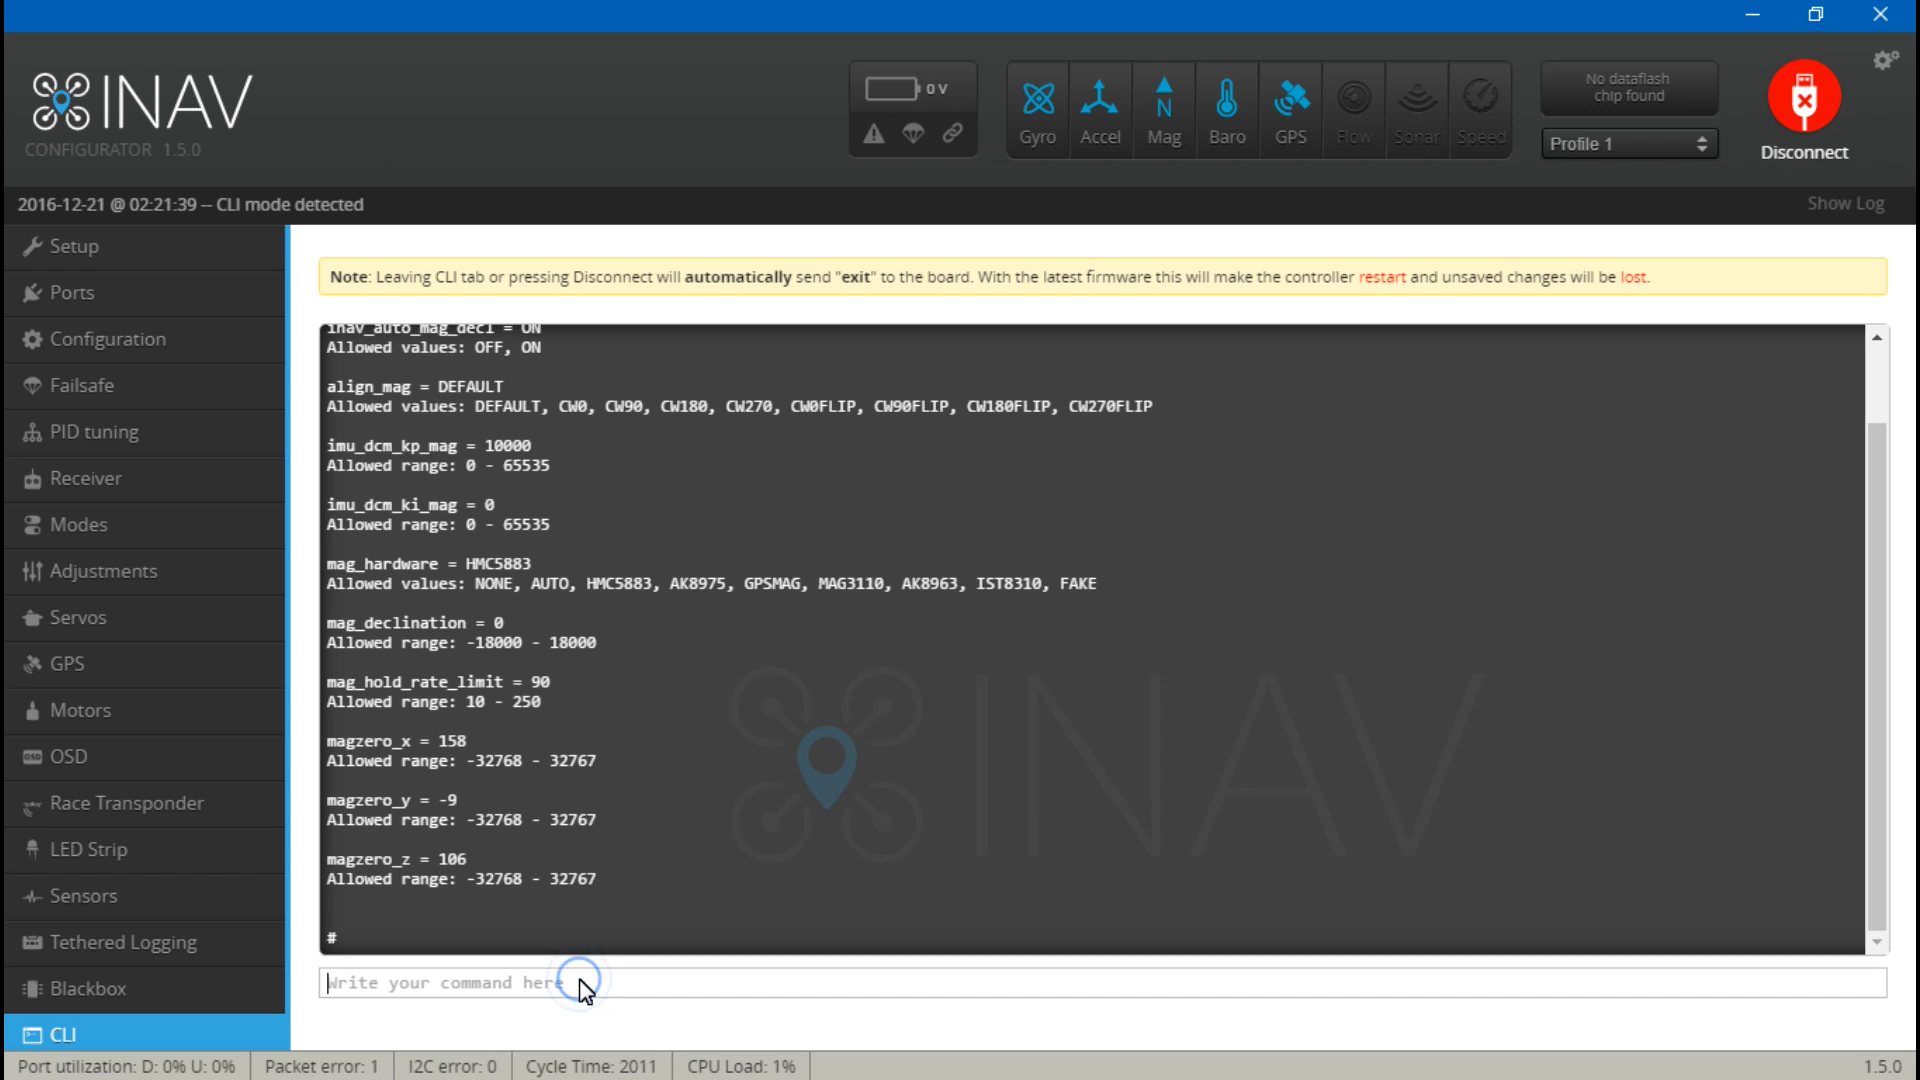 INAV
CONFIGURATOR 1.5.0
0 V
Gyro
Accel
Mag
Baro
GPS
Flow
Sonar
Speed
No dataflash
chip found
Profile 1
Disconnect
2016-12-21 @ 02:21:39 -- CLI mode detected
Show Log
Setup
Ports
Configuration
Failsafe
PID tuning
Receiver
Modes
Adjustments
Servos
GPS
Motors
OSD
OSD
Race Transponder
LED Strip
Sensors
Tethered Logging
Blackbox
CLI
Note: Leaving CLI tab or pressing Disconnect will automatically send "exit" to the board. With the latest firmware this will make the controller restart and unsaved changes will be lost.
inav_auto_mag_decl = ON
Allowed values: OFF, ON
align_mag = DEFAULT
Allowed values: DEFAULT, CW0, CW90, CW180, CW270, CW0FLIP, CW90FLIP, CW180FLIP, CW270FLIP
imu_dcm_kp_mag = 10000
Allowed range: 0 - 65535
imu_dcm_ki_mag = 0
Allowed range: 0 - 65535
mag_hardware = HMC5883
Allowed values: NONE, AUTO, HMC5883, AK8975, GPSMAG, MAG3110, AK8963, IST8310, FAKE
mag_declination = 0
Allowed range: -18000 - 18000
mag_hold_rate_limit = 90
Allowed range: 10 - 250
magzero_x = 158
Allowed range: -32768 - 32767
magzero_y = -9
Allowed range: -32768 - 32767
magzero_z = 106
Allowed range: -32768 - 32767
#
INAV
Write your command here
Port utilization: D: 0% U: 0%
Packet error: 1
I2C error: 0
Cycle Time: 2011
CPU Load: 1%
1.5.0